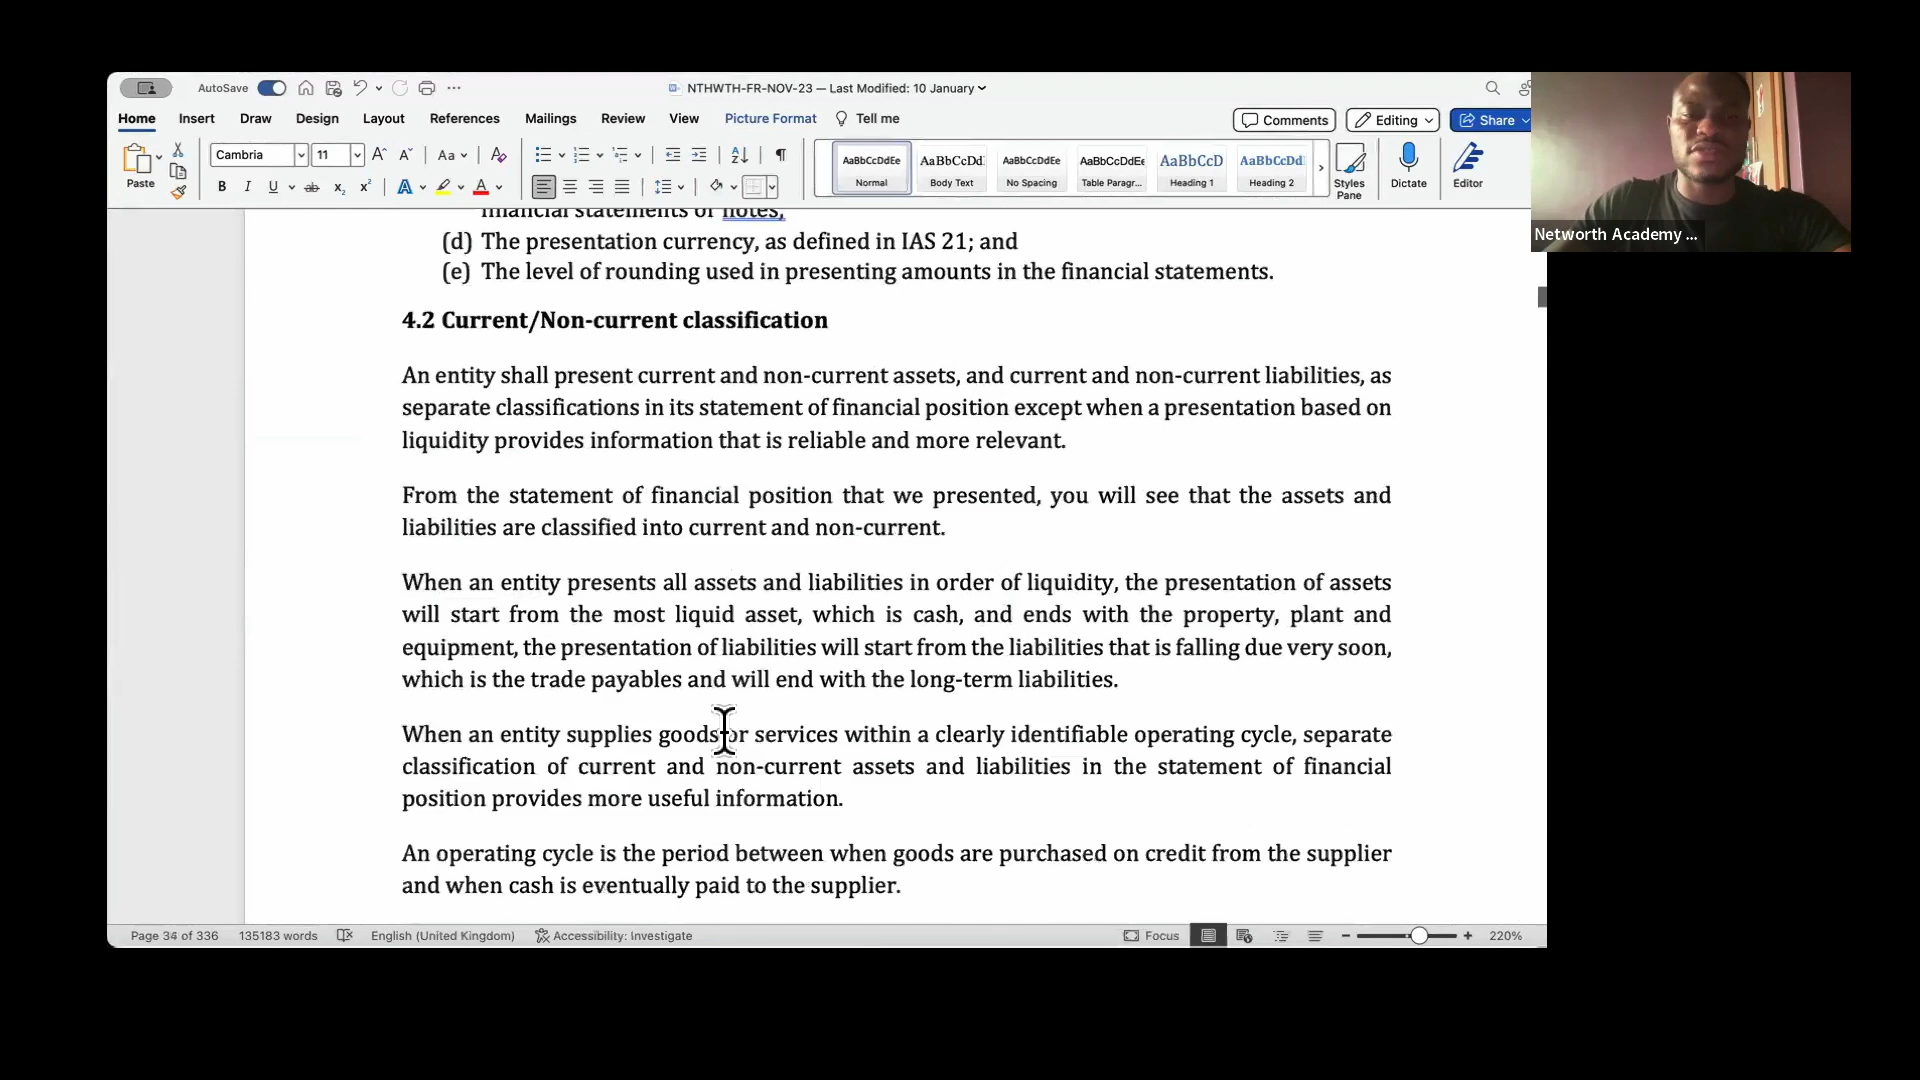 AutoSave
NTHWTH-FR-NOV-23 — Last Modified: 10 January
Home Insert Draw Design Layout References Mailings Review View Picture Format Tell me
Comments Editing Share
Paste
Cambria 11
Aa
B I U ab x₂ x²
AaBbCcDdEe AaBbCcDd AaBbCcDdEe AaBbCcDdEe AaBbCcD AaBbCcDd
Normal Body Text No Spacing Table Paragr... Heading 1 Heading 2
Styles Pane
Dictate
Editor
Networth Academy ...
financial statements or notes;
(d) The presentation currency, as defined in IAS 21; and
(e) The level of rounding used in presenting amounts in the financial statements.
4.2 Current/Non-current classification
An entity shall present current and non-current assets, and current and non-current liabilities, as
separate classifications in its statement of financial position except when a presentation based on
liquidity provides information that is reliable and more relevant.
From the statement of financial position that we presented, you will see that the assets and
liabilities are classified into current and non-current.
When an entity presents all assets and liabilities in order of liquidity, the presentation of assets
will start from the most liquid asset, which is cash, and ends with the property, plant and
equipment, the presentation of liabilities will start from the liabilities that is falling due very soon,
which is the trade payables and will end with the long-term liabilities.
When an entity supplies goods or services within a clearly identifiable operating cycle, separate
classification of current and non-current assets and liabilities in the statement of financial
position provides more useful information.
An operating cycle is the period between when goods are purchased on credit from the supplier
and when cash is eventually paid to the supplier.
Page 34 of 336 135183 words English (United Kingdom) Accessibility: Investigate Focus 220%